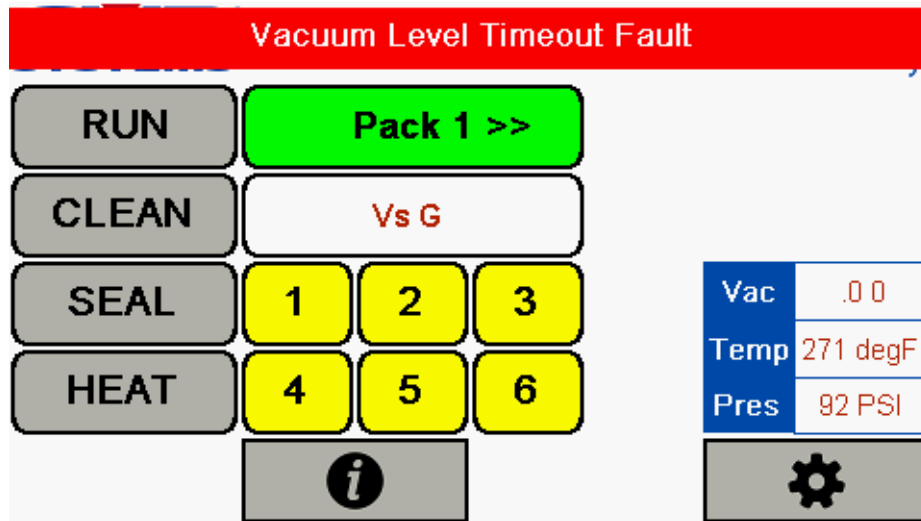 Vacuum Level Timeout Fault
RUN
Pack 1 >>
CLEAN
Vs G
SEAL
1 2 3
HEAT
4 5 6
Vac .0 0
Temp 271 degF
Pres 92 PSI
i